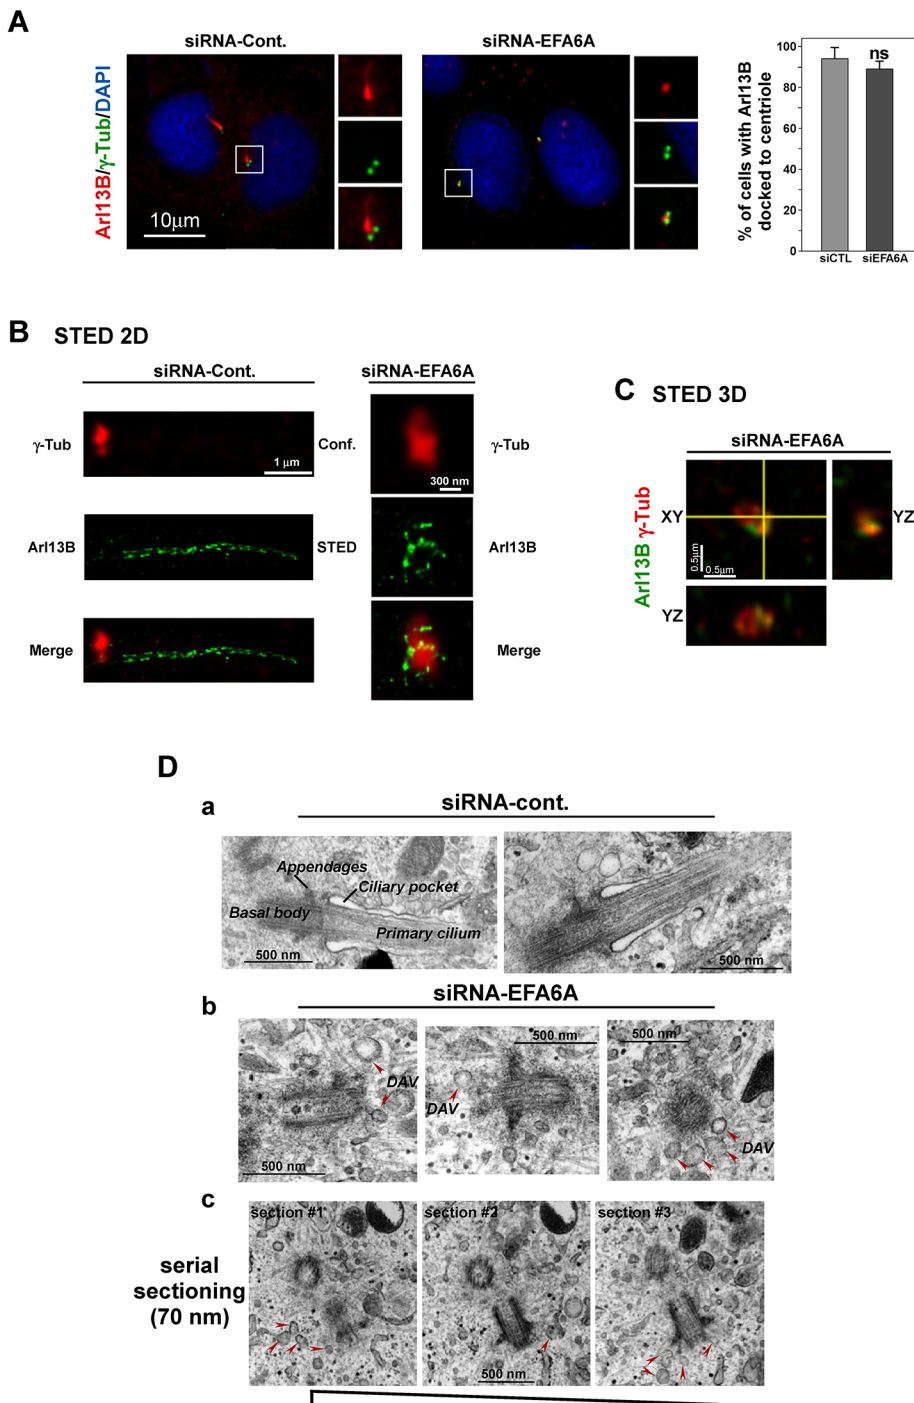 A
siRNA-Cont.
siRNA-EFA6A
Arl13B/γ-Tub/DAPI
10μm
% of cells with Arl13B
docked to centriole
100
80
60
40
20
0
ns
siCTL
siEFA6A
B
STED 2D
siRNA-Cont.
siRNA-EFA6A
γ-Tub
1 μm
Conf.
300 nm
γ-Tub
Arl13B
STED
Arl13B
Merge
Merge
C
STED 3D
siRNA-EFA6A
Arl13B γ-Tub
XY
0.5μm
0.5μm
YZ
YZ
D
a
siRNA-cont.
Appendages
Ciliary pocket
Basal body
Primary cilium
500 nm
500 nm
b
siRNA-EFA6A
DAV
500 nm
500 nm
DAV
500 nm
DAV
c
serial
sectioning
(70 nm)
section #1
section #2
500 nm
section #3